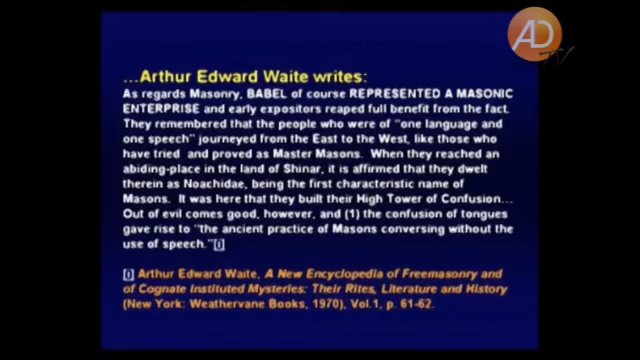 AD
TV
...Arthur Edward Waite writes:
As regards Masonry, BABEL of course REPRESENTED A MASONIC
ENTERPRISE and early expositors reaped full benefit from the fact.
They remembered that the people who were of "one language and
one speech" journeyed from the East to the West, like those who
have tried and proved as Master Masons. When they reached an
abiding-place in the land of Shinar, it is affirmed that they dwelt
therein as Noachidae, being the first characteristic name of
Masons. It was here that they built their High Tower of Confusion...
Out of evil comes good, however, and (1) the confusion of tongues
gave rise to "the ancient practice of Masons conversing without the
use of speech."[i]
[i] Arthur Edward Waite, A New Encyclopedia of Freemasonry and
of Cognate Instituted Mysteries: Their Rites, Literature and History
(New York: Weathervane Books, 1970), Vol.1, p. 61-62.